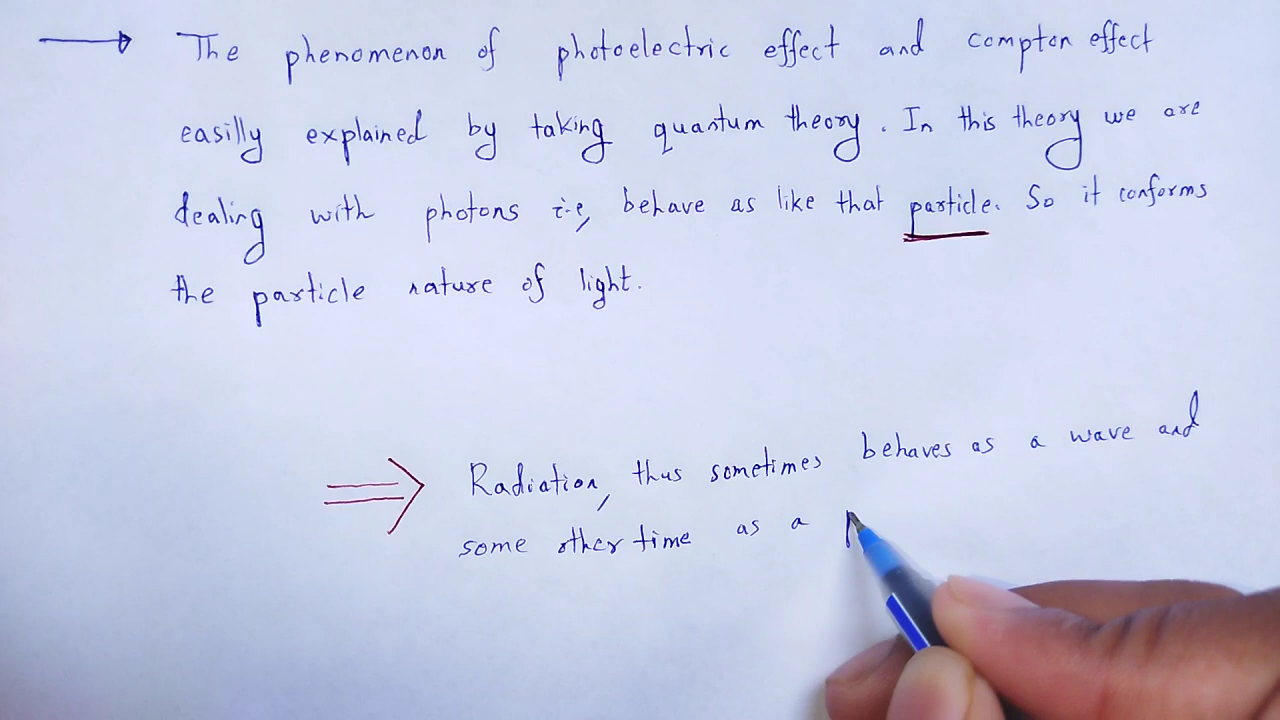 The phenomenon of photoelectric effect and compton effect
easilly explained by taking quantum theory. In this theory we are
dealing with photons i.e, behave as like that particle. So it conforms
the particle nature of light.
Radiation, thus sometimes behaves as a wave and
some other time as a